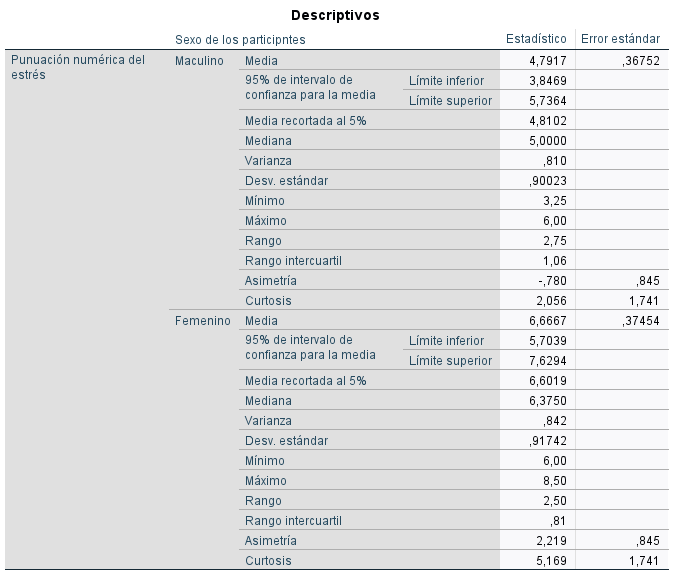 Descriptivos
Sexo de los particpntes Estadístico Error estándar
Punuación numérica del estrés Maculino Media 4,7917 ,36752
95% de intervalo de confianza para la media Límite inferior 3,8469
Límite superior 5,7364
Media recortada al 5% 4,8102
Mediana 5,0000
Varianza ,810
Desv. estándar ,90023
Mínimo 3,25
Máximo 6,00
Rango 2,75
Rango intercuartil 1,06
Asimetría -,780 ,845
Curtosis 2,056 1,741
Femenino Media 6,6667 ,37454
95% de intervalo de confianza para la media Límite inferior 5,7039
Límite superior 7,6294
Media recortada al 5% 6,6019
Mediana 6,3750
Varianza ,842
Desv. estándar ,91742
Mínimo 6,00
Máximo 8,50
Rango 2,50
Rango intercuartil ,81
Asimetría 2,219 ,845
Curtosis 5,169 1,741